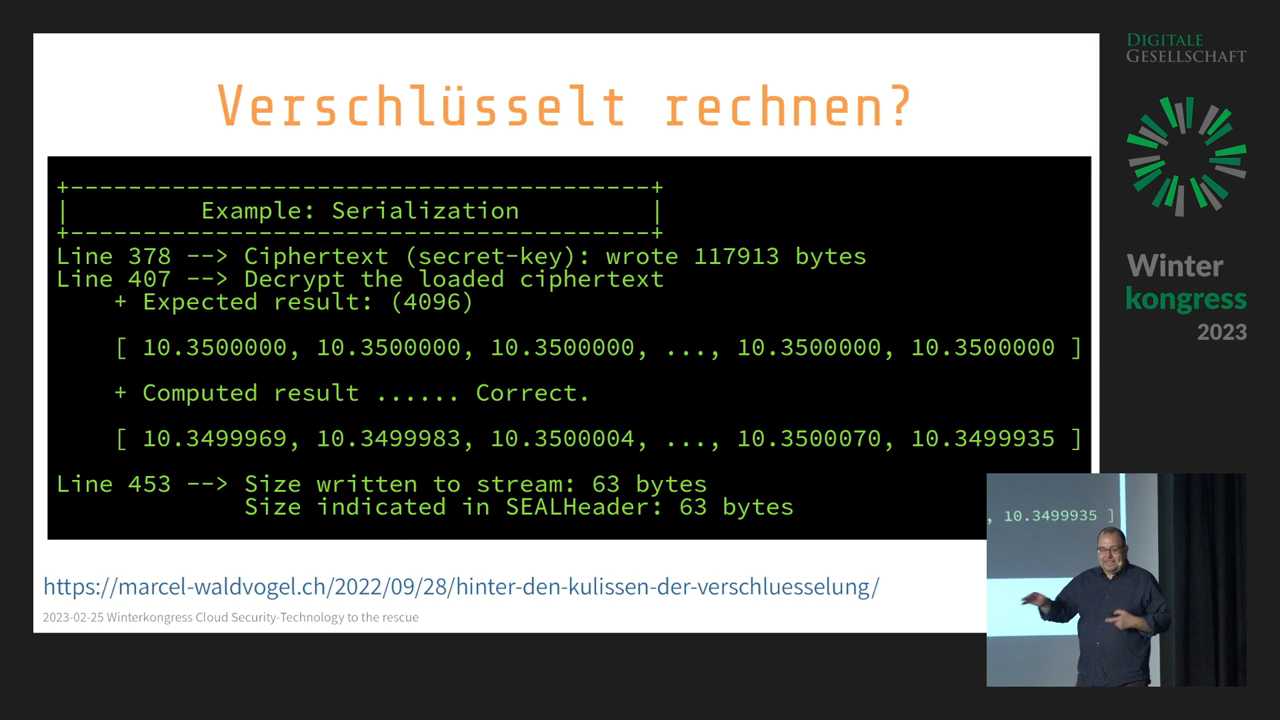 Verschlüsselt rechnen?
+----------------------------------------+
| Example: Serialization |
+----------------------------------------+
Line 378 --> Ciphertext (secret-key): wrote 117913 bytes
Line 407 --> Decrypt the loaded ciphertext
+ Expected result: (4096)
[ 10.3500000, 10.3500000, 10.3500000, ..., 10.3500000, 10.3500000 ]
+ Computed result ...... Correct.
[ 10.3499969, 10.3499983, 10.3500004, ..., 10.3500070, 10.3499935 ]
Line 453 --> Size written to stream: 63 bytes
Size indicated in SEALHeader: 63 bytes
https://marcel-waldvogel.ch/2022/09/28/hinter-den-kulissen-der-verschluesselung/
2023-02-25 Winterkongress Cloud Security-Technology to the rescue
DIGITALE
GESELLSCHAFT
Winter
kongress
2023
, 10.3499935 ]